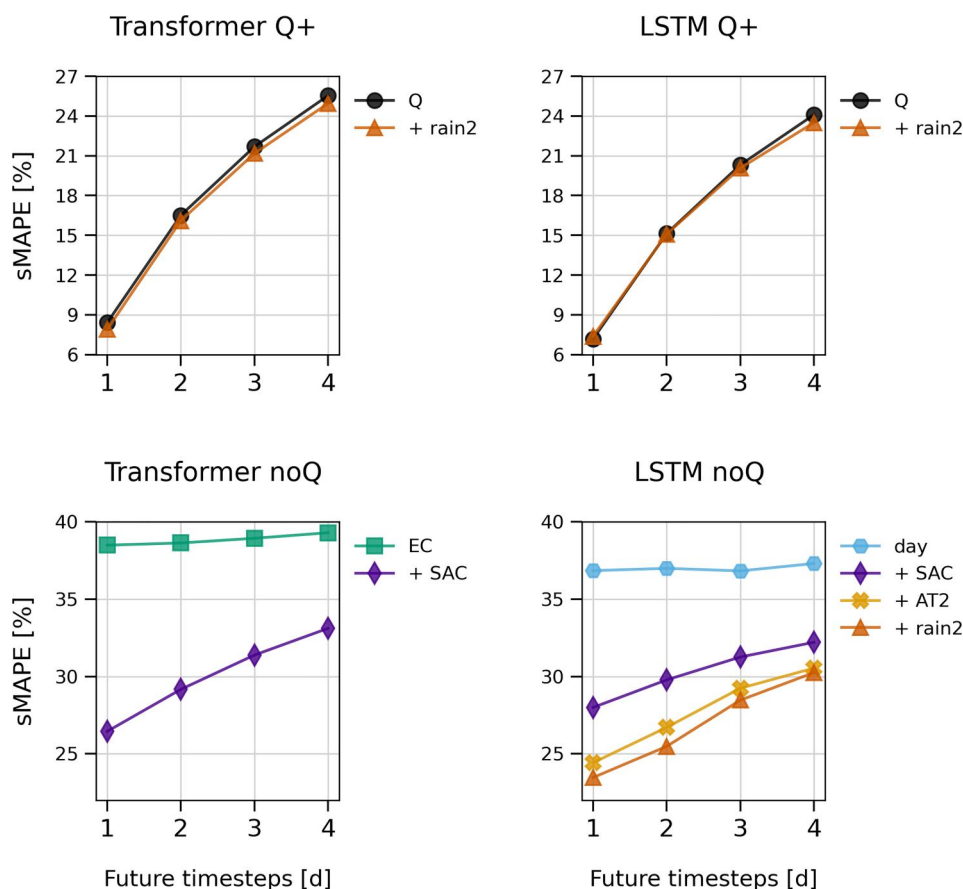 Transformer Q+
LSTM Q+
sMAPE [%]
27
24
21
18
15
12
9
6
1 2 3 4
Q
+ rain2
27
24
21
18
15
12
9
6
1 2 3 4
Q
+ rain2
Transformer noQ
LSTM noQ
sMAPE [%]
40
35
30
25
1 2 3 4
Future timesteps [d]
EC
+ SAC
40
35
30
25
1 2 3 4
Future timesteps [d]
day
+ SAC
+ AT2
+ rain2